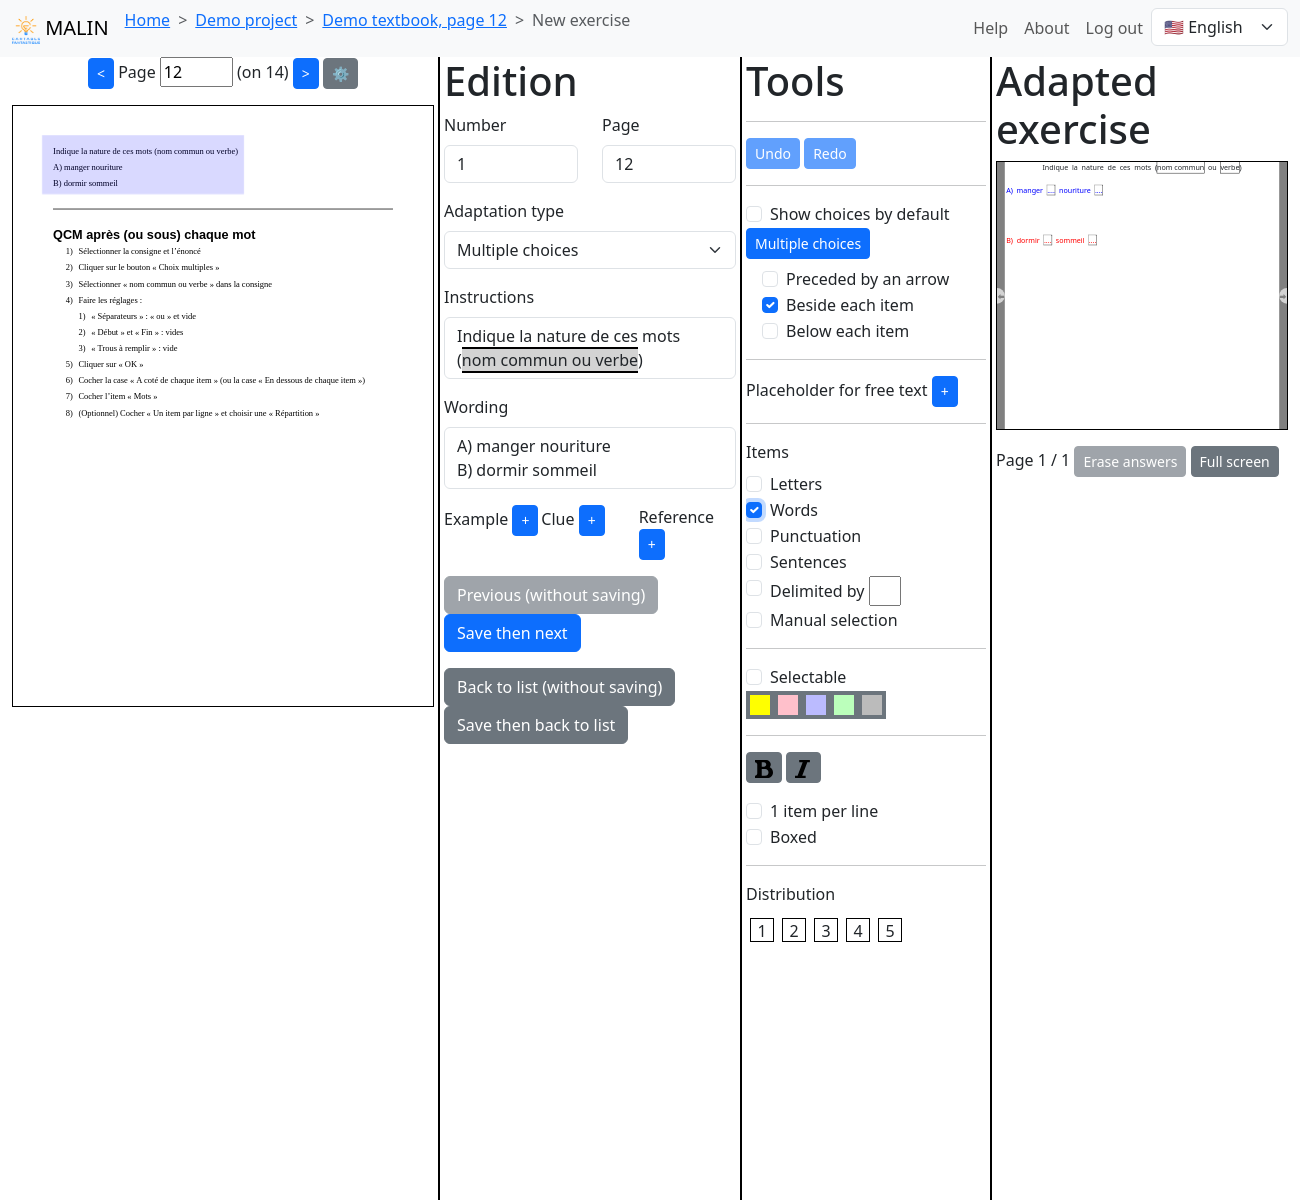 MALIN
Home > Demo project > Demo textbook, page 12 > New exercise
Help About Log out 🇺🇸 English
< Page 12 (on 14) > ⚙️
Indique la nature de ces mots (nom commun ou verbe)
A) manger nouriture
B) dormir sommeil
QCM après (ou sous) chaque mot
1) Sélectionner la consigne et l'énoncé
2) Cliquer sur le bouton « Choix multiples »
3) Sélectionner « nom commun ou verbe » dans la consigne
4) Faire les réglages :
1) « Séparateurs » : « ou » et vide
2) « Début » et « Fin » : vides
3) « Trous à remplir » : vide
5) Cliquer sur « OK »
6) Cocher la case « A coté de chaque item » (ou la case « En dessous de chaque item »)
7) Cocher l'item « Mots »
8) (Optionnel) Cocher « Un item par ligne » et choisir une « Répartition »
Edition
Number Page
1 12
Adaptation type
Multiple choices
Instructions
Indique la nature de ces mots
(nom commun ou verbe)
Wording
A) manger nouriture
B) dormir sommeil
Example + Clue + Reference
+
Previous (without saving)
Save then next
Back to list (without saving)
Save then back to list
Tools
Undo Redo
Show choices by default
Multiple choices
Preceded by an arrow
Beside each item
Below each item
Placeholder for free text +
Items
Letters
Words
Punctuation
Sentences
Delimited by
Manual selection
Selectable
B I
1 item per line
Boxed
Distribution
1 2 3 4 5
Adapted
exercise
Indique la nature de ces mots (nom commun ou verbe)
A) manger ... nouriture ...
B) dormir ... sommeil ...
Page 1 / 1 Erase answers Full screen